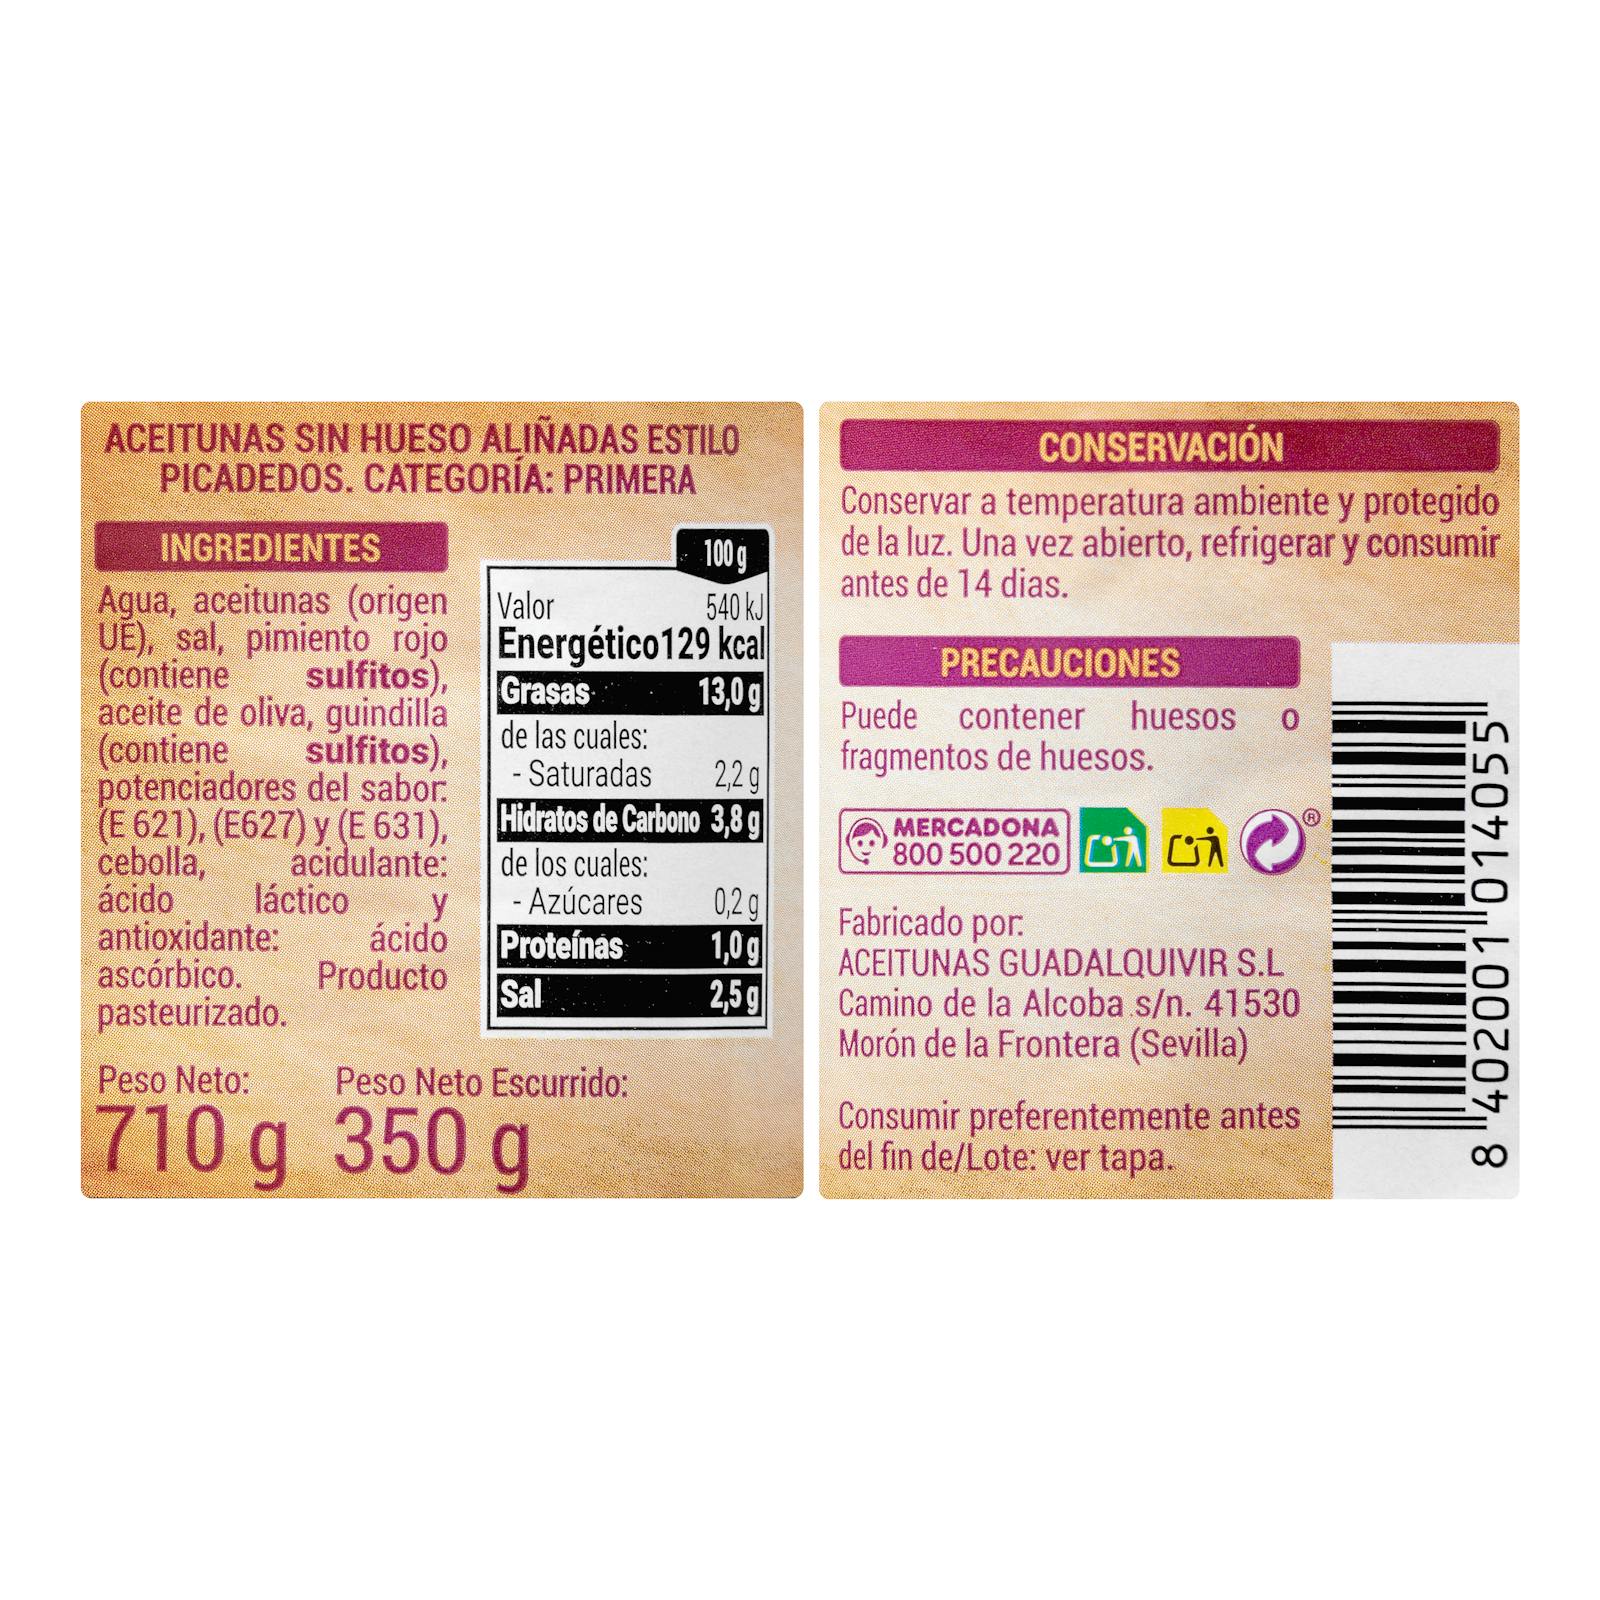 ACEITUNAS SIN HUESO ALIÑADAS ESTILO
PICADEDOS. CATEGORÍA: PRIMERA
INGREDIENTES
Agua, aceitunas (origen
UE), sal, pimiento rojo
(contiene sulfitos),
aceite de oliva, guindilla
(contiene sulfitos),
potenciadores del sabor:
(E 621), (E627) y (E 631),
cebolla, acidulante:
ácido láctico y
antioxidante: ácido
ascórbico. Producto
pasteurizado.
100 g
Valor 540 kJ
Energético 129 kcal
Grasas 13,0 g
de las cuales:
- Saturadas 2,2 g
Hidratos de Carbono 3,8 g
de los cuales:
- Azúcares 0,2 g
Proteínas 1,0 g
Sal 2,5 g
Peso Neto: Peso Neto Escurrido:
710 g 350 g
CONSERVACIÓN
Conservar a temperatura ambiente y protegido
de la luz. Una vez abierto, refrigerar y consumir
antes de 14 dias.
PRECAUCIONES
Puede contener huesos o
fragmentos de huesos.
MERCADONA
800 500 220
®
Fabricado por:
ACEITUNAS GUADALQUIVIR S.L
Camino de la Alcoba s/n. 41530
Morón de la Frontera (Sevilla)
Consumir preferentemente antes
del fin de/Lote: ver tapa.
8 402001 014055